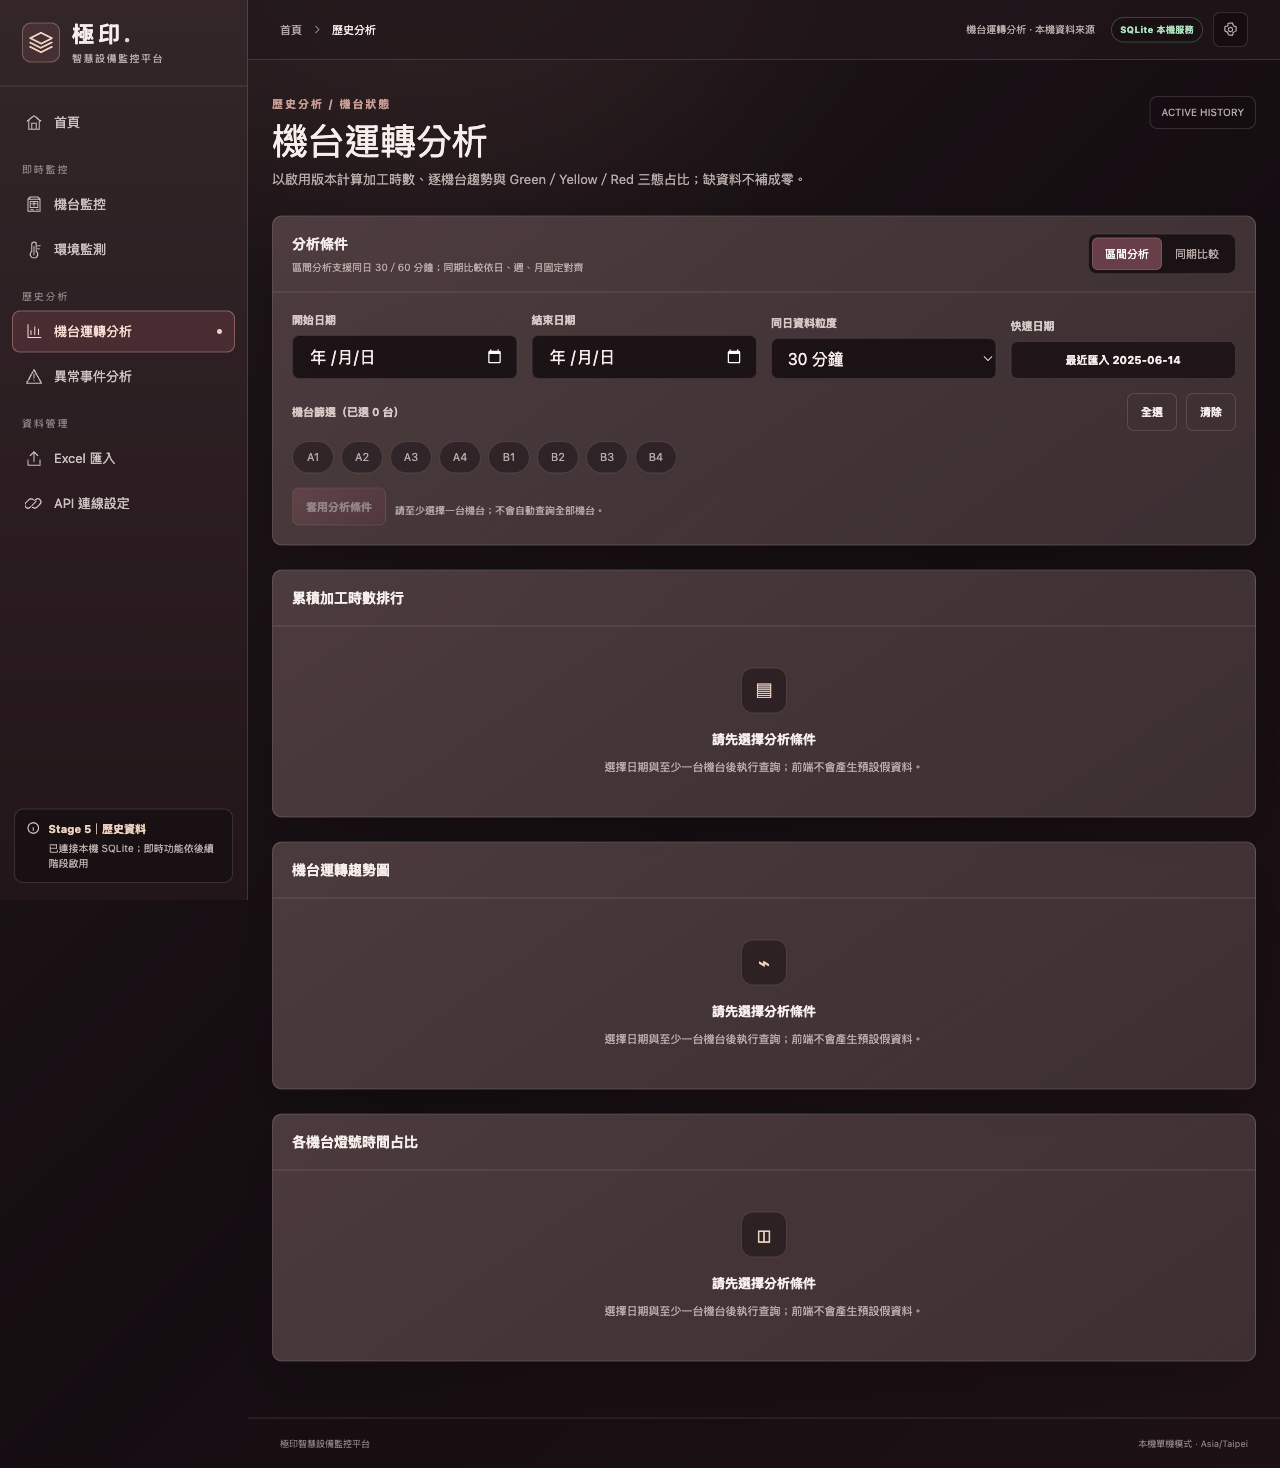 極印.
智慧設備監控平台
首頁
即時監控
機台監控
環境監測
歷史分析
機台運轉分析
異常事件分析
資料管理
Excel 匯入
API 連線設定
Stage 5｜歷史資料
已連接本機 SQLite；即時功能依後續
階段啟用
首頁 > 歷史分析
機台運轉分析 · 本機資料來源
SQLite 本機服務
歷史分析 / 機台狀態
機台運轉分析
以啟用版本計算加工時數、逐機台趨勢與 Green / Yellow / Red 三態占比；缺資料不補成零。
ACTIVE HISTORY
分析條件
區間分析支援同日 30 / 60 分鐘；同期比較依日、週、月固定對齊
區間分析 同期比較
開始日期
年 /月/日
結束日期
年 /月/日
同日資料粒度
30 分鐘
快速日期
最近匯入 2025-06-14
機台篩選（已選 0 台）
全選 清除
A1 A2 A3 A4 B1 B2 B3 B4
套用分析條件 請至少選擇一台機台；不會自動查詢全部機台。
累積加工時數排行
請先選擇分析條件
選擇日期與至少一台機台後執行查詢；前端不會產生預設假資料。
機台運轉趨勢圖
請先選擇分析條件
選擇日期與至少一台機台後執行查詢；前端不會產生預設假資料。
各機台燈號時間占比
請先選擇分析條件
選擇日期與至少一台機台後執行查詢；前端不會產生預設假資料。
極印智慧設備監控平台
本機單機模式 · Asia/Taipei